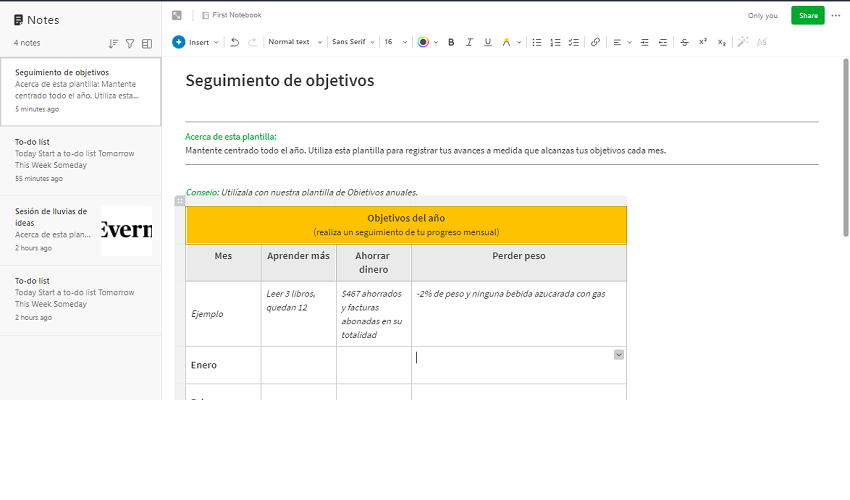 Notes
4 notes
Seguimiento de objetivos
Acerca de esta plantilla: Mantente
centrado todo el año. Utiliza esta...
5 minutes ago
To-do list
Today Start a to-do list Tomorrow
This Week Someday
55 minutes ago
Sesión de lluvias de
ideas
Acerca de esta plan...
2 hours ago
Evern
To-do list
Today Start a to-do list Tomorrow
This Week Someday
2 hours ago
First Notebook
Only you
Share
Insert
Normal text
Sans Serif
16
B I U A
S x² x₂
Seguimiento de objetivos
Acerca de esta plantilla:
Mantente centrado todo el año. Utiliza esta plantilla para registrar tus avances a medida que alcanzas tus objetivos cada mes.
Consejo: Utilízala con nuestra plantilla de Objetivos anuales.
Objetivos del año
(realiza un seguimiento de tu progreso mensual)
Mes Aprender más Ahorrar Perder peso
dinero
Leer 3 libros, $467 ahorrados -2% de peso y ninguna bebida azucarada con gas
quedan 12 y facturas
Ejemplo abonadas en su
totalidad
Enero